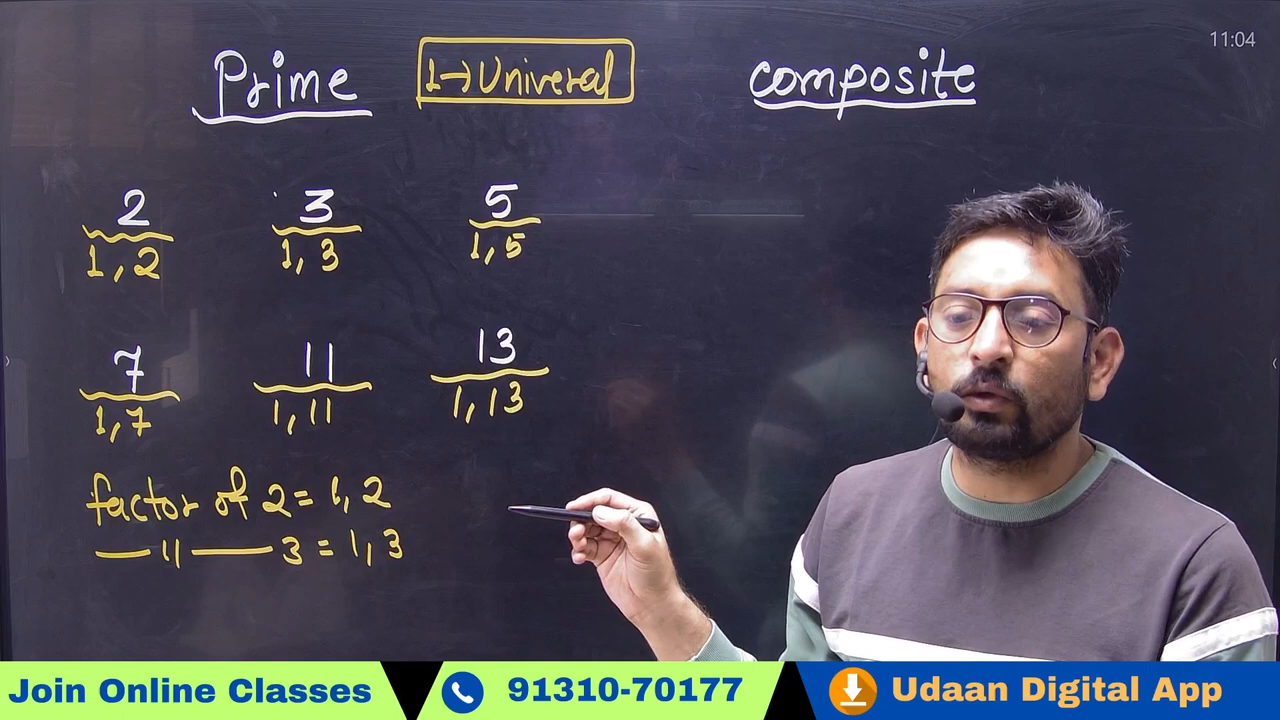 11:04
Prime 1→Univeral composite
2 3 5
1,2 1,3 1,5
7 11 13
1,7 1,11 1,13
factor of 2 = 1,2
—— 11 —— 3 = 1,3
Join Online Classes 91310-70177 Udaan Digital App